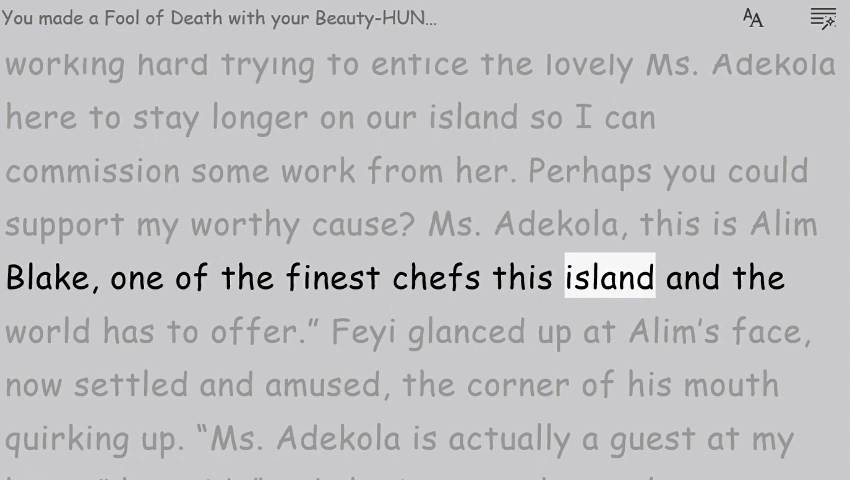 You made a Fool of Death with your Beauty-HUN...
AA
working hard trying to entice the lovely Ms. Adekola
here to stay longer on our island so I can
commission some work from her. Perhaps you could
support my worthy cause? Ms. Adekola, this is Alim
Blake, one of the finest chefs this island and the
world has to offer.” Feyi glanced up at Alim’s face,
now settled and amused, the corner of his mouth
quirking up. “Ms. Adekola is actually a guest at my